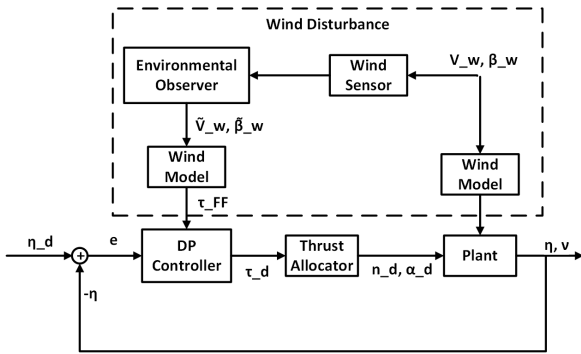 Wind Disturbance
Environmental
Observer
Wind
Sensor
V_w, β_w
Ṽ_w, β̃_w
Wind
Model
Wind
Model
τ_FF
η_d
e
DP
Controller
τ_d
Thrust
Allocator
n_d, α_d
Plant
η, ν
+
-η